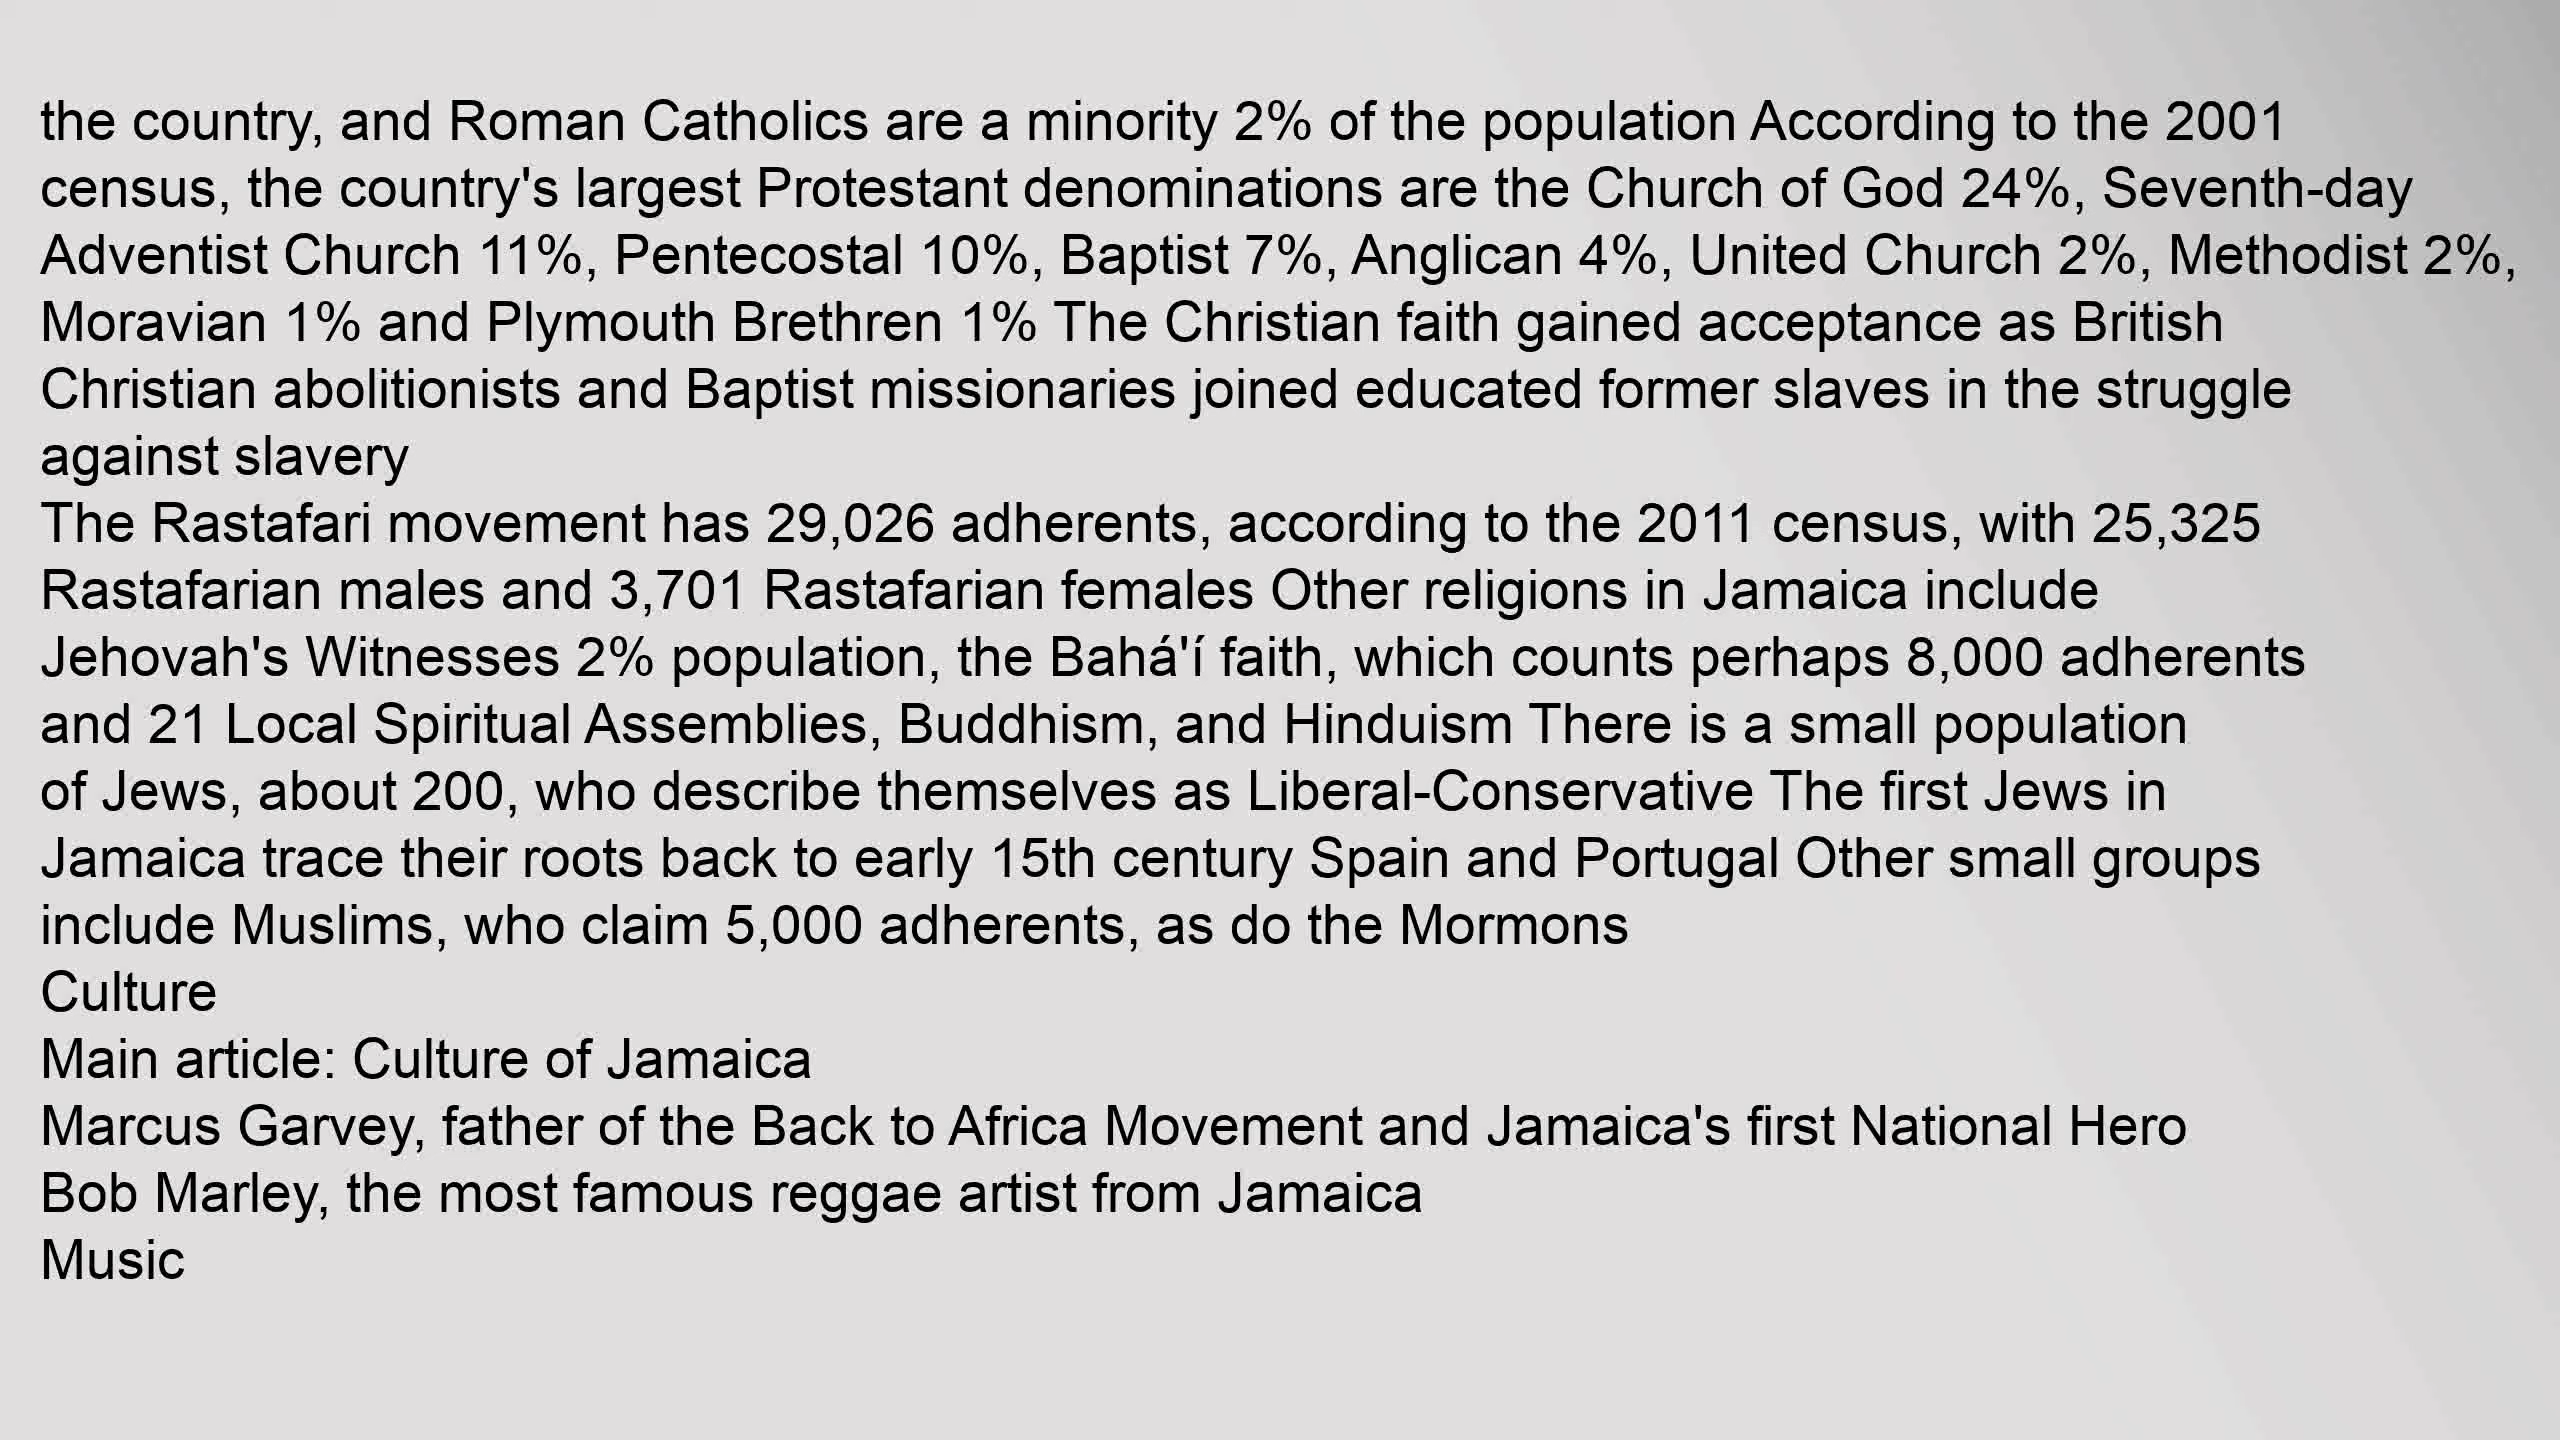 the country, and Roman Catholics are a minority 2% of the population According to the 2001
census, the country's largest Protestant denominations are the Church of God 24%, Seventh-day
Adventist Church 11%, Pentecostal 10%, Baptist 7%, Anglican 4%, United Church 2%, Methodist 2%,
Moravian 1% and Plymouth Brethren 1% The Christian faith gained acceptance as British
Christian abolitionists and Baptist missionaries joined educated former slaves in the struggle
against slavery
The Rastafari movement has 29,026 adherents, according to the 2011 census, with 25,325
Rastafarian males and 3,701 Rastafarian females Other religions in Jamaica include
Jehovah's Witnesses 2% population, the Bahá'í faith, which counts perhaps 8,000 adherents
and 21 Local Spiritual Assemblies, Buddhism, and Hinduism There is a small population
of Jews, about 200, who describe themselves as Liberal-Conservative The first Jews in
Jamaica trace their roots back to early 15th century Spain and Portugal Other small groups
include Muslims, who claim 5,000 adherents, as do the Mormons
Culture
Main article: Culture of Jamaica
Marcus Garvey, father of the Back to Africa Movement and Jamaica's first National Hero
Bob Marley, the most famous reggae artist from Jamaica
Music